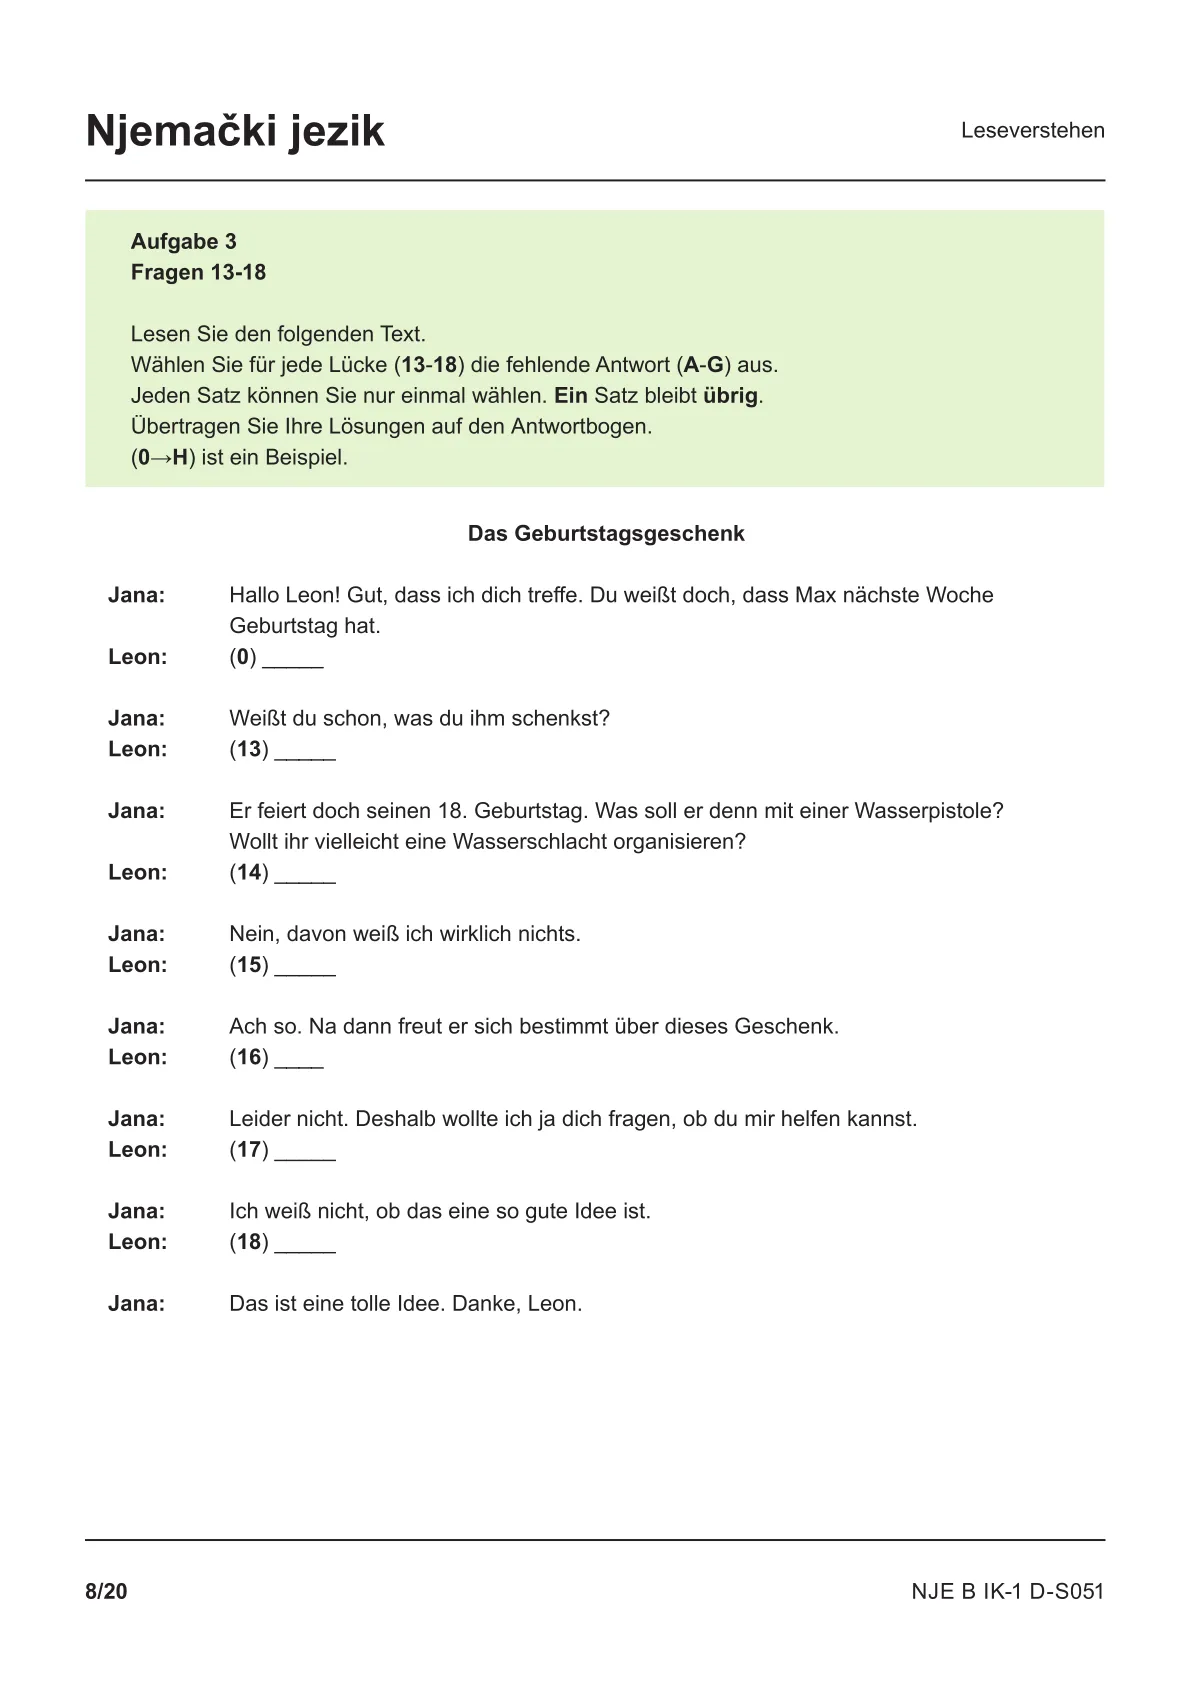 Njemački jezik
Leseverstehen
Aufgabe 3
Fragen 13-18
Lesen Sie den folgenden Text.
Wählen Sie für jede Lücke (13-18) die fehlende Antwort (A-G) aus.
Jeden Satz können Sie nur einmal wählen. Ein Satz bleibt übrig.
Übertragen Sie Ihre Lösungen auf den Antwortbogen.
(0→H) ist ein Beispiel.
Das Geburtstagsgeschenk
Jana: Hallo Leon! Gut, dass ich dich treffe. Du weißt doch, dass Max nächste Woche
Geburtstag hat.
Leon: (0) _____
Jana: Weißt du schon, was du ihm schenkst?
Leon: (13) _____
Jana: Er feiert doch seinen 18. Geburtstag. Was soll er denn mit einer Wasserpistole?
Wollt ihr vielleicht eine Wasserschlacht organisieren?
Leon: (14) _____
Jana: Nein, davon weiß ich wirklich nichts.
Leon: (15) _____
Jana: Ach so. Na dann freut er sich bestimmt über dieses Geschenk.
Leon: (16) ____
Jana: Leider nicht. Deshalb wollte ich ja dich fragen, ob du mir helfen kannst.
Leon: (17) _____
Jana: Ich weiß nicht, ob das eine so gute Idee ist.
Leon: (18) _____
Jana: Das ist eine tolle Idee. Danke, Leon.
8/20
NJE B IK-1 D-S051